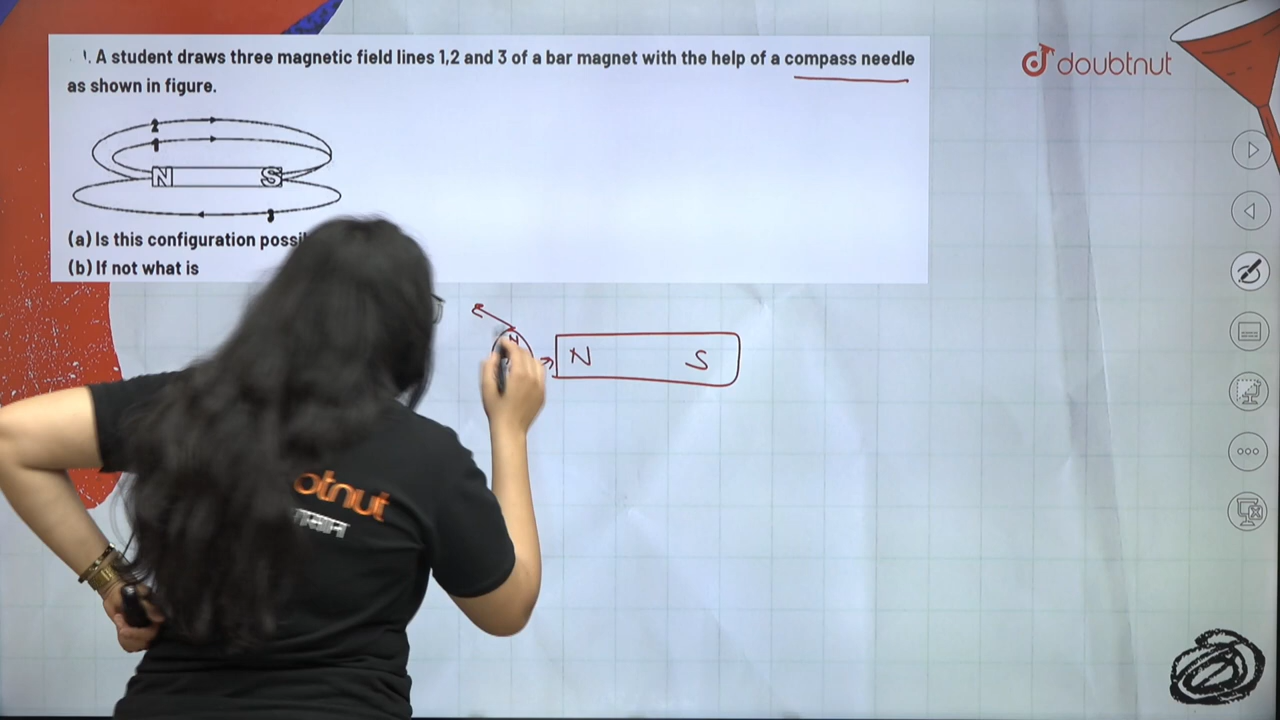 1. A student draws three magnetic field lines 1,2 and 3 of a bar magnet with the help of a compass needle
as shown in figure.
doubtnut
2
1
N S
3
(a) Is this configuration
(b) If not what is
N S
otnut